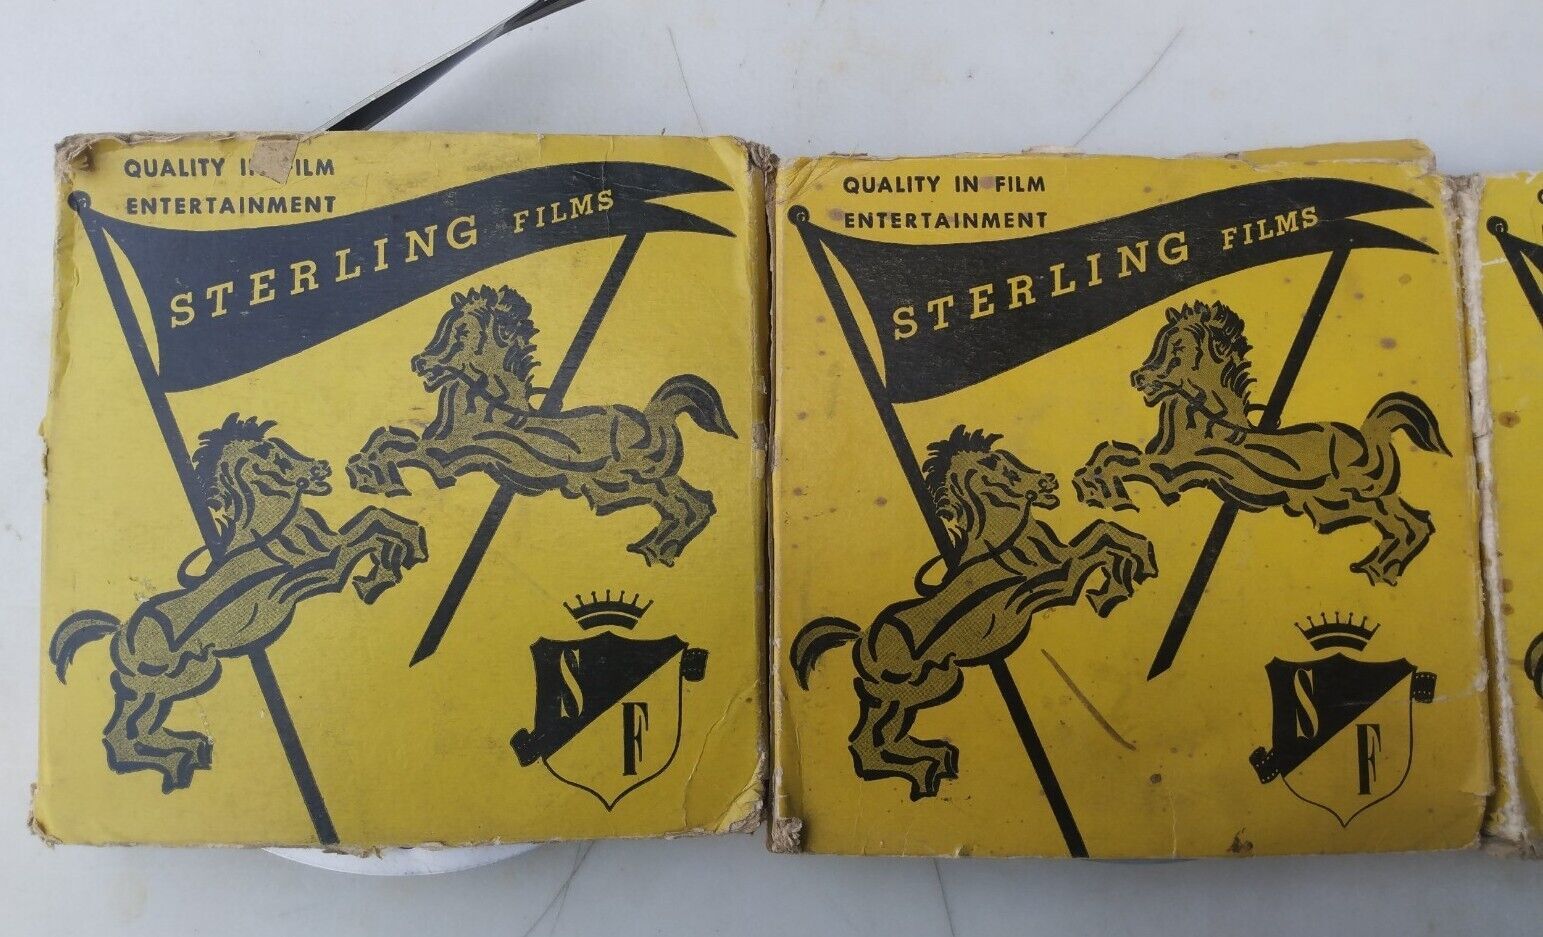 QUALITY IN FILM
ENTERTAINMENT
STERLING FILMS
S
F
QUALITY IN FILM
ENTERTAINMENT
STERLING FILMS
S
F